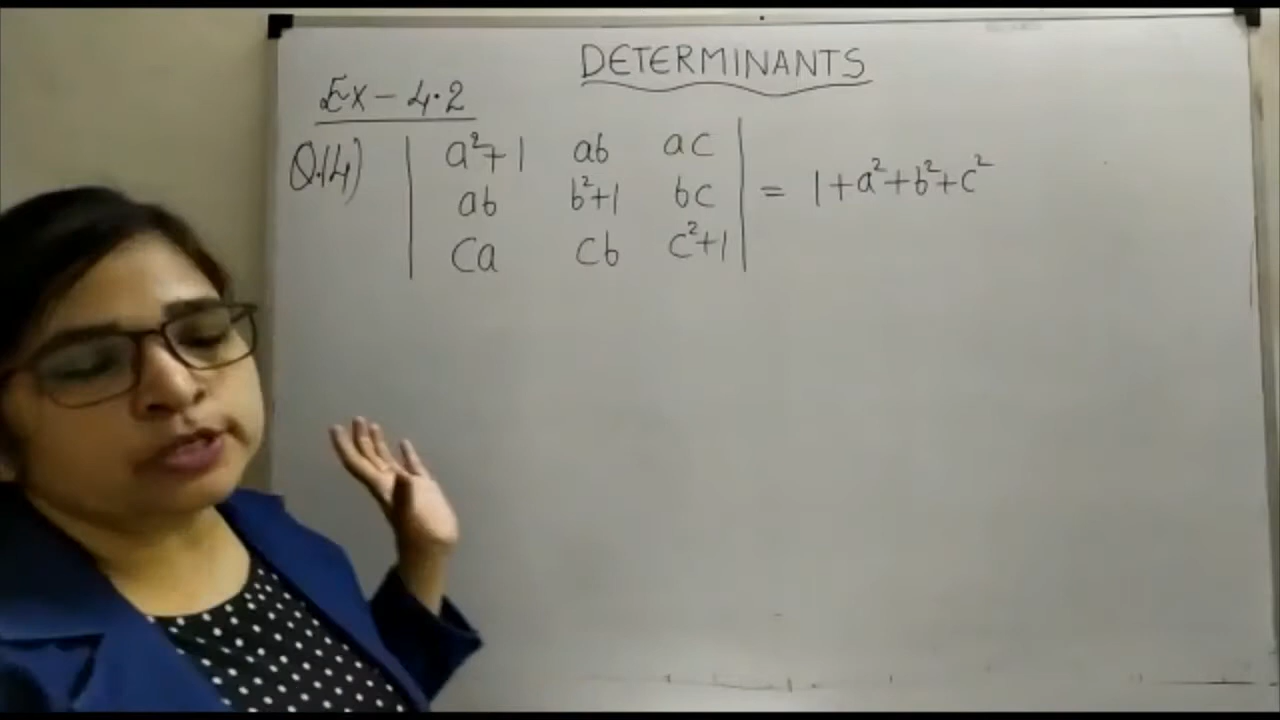 DETERMINANTS
Ex - 4.2
Q.14) | a²+1 ab ac |
| ab b²+1 bc | = 1+a²+b²+c²
| ca cb c²+1 |